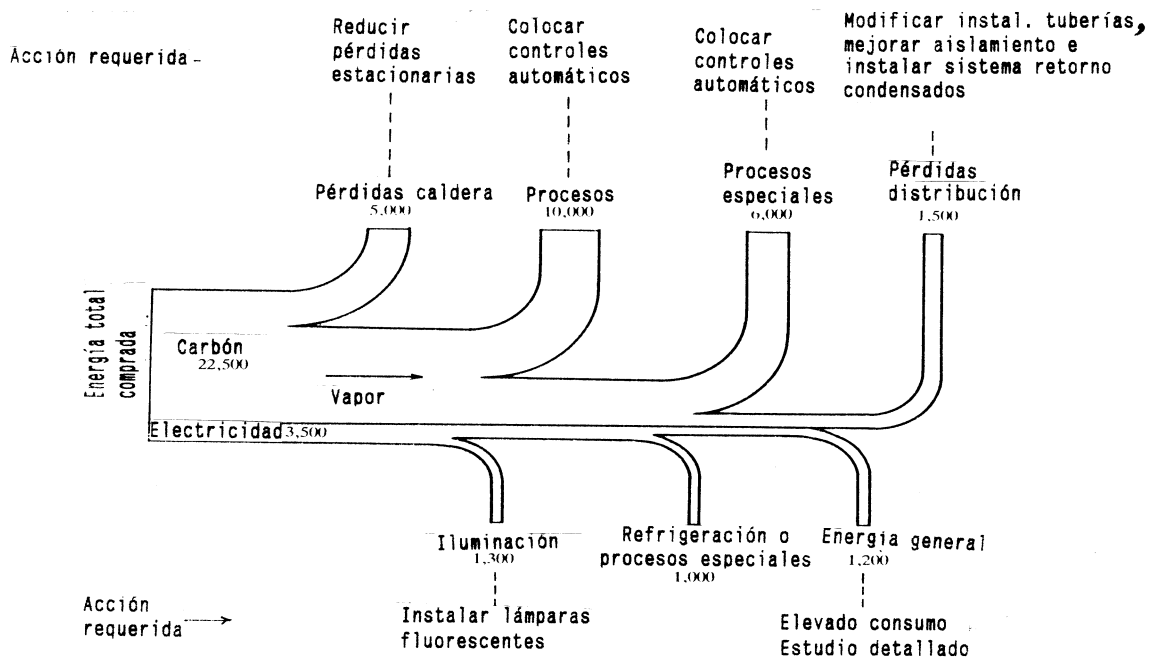 Acción requerida -
Reducir
pérdidas
estacionarias
Colocar
controles
automáticos
Colocar
controles
automáticos
Modificar instal. tuberías,
mejorar aislamiento e
instalar sistema retorno
condensados
Pérdidas caldera
5,000
Procesos
10,000
Procesos
especiales
6,000
Pérdidas
distribución
1,500
Energía total
comprada
Carbón
22,500
Vapor
Electricidad 3,500
Iluminación
1,300
Refrigeración o
procesos especiales
1,000
Energia general
1,200
Acción
requerida
Instalar lámparas
fluorescentes
Elevado consumo
Estudio detallado